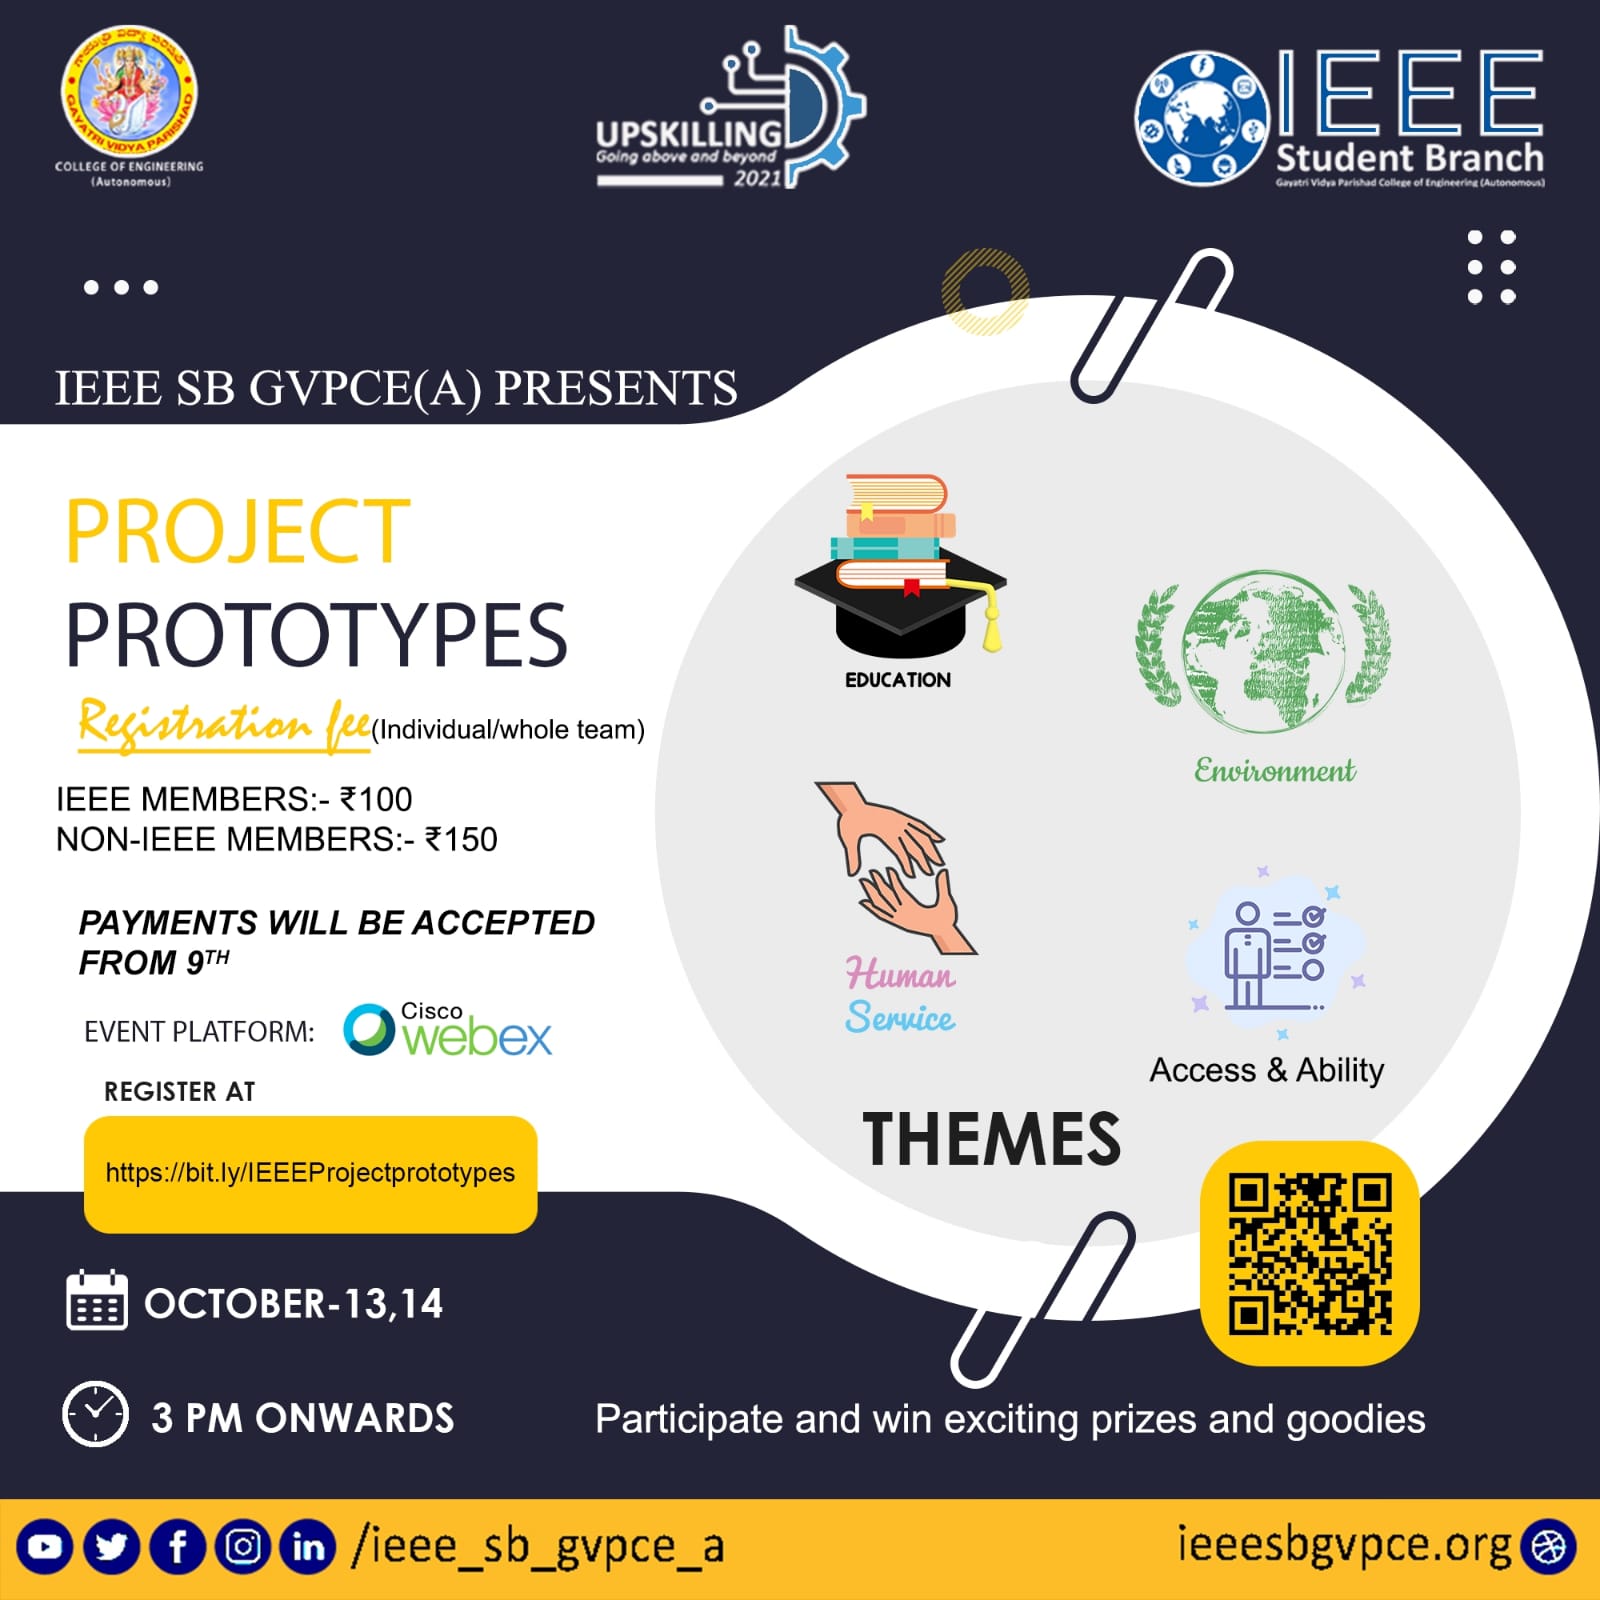 గాయత్రి విద్యా పరిషత్
GAYATRI VIDYA PARISHAD
COLLEGE OF ENGINEERING
(Autonomous)
UPSKILLING
Going above and beyond
2021
IEEE
Student Branch
Gayatri Vidya Parishad College of Engineering (Autonomous)
IEEE SB GVPCE(A) PRESENTS
PROJECT
PROTOTYPES
Registration fee(Individual/whole team)
IEEE MEMBERS:- ₹100
NON-IEEE MEMBERS:- ₹150
PAYMENTS WILL BE ACCEPTED
FROM 9TH
EVENT PLATFORM:
Cisco
webex
REGISTER AT
https://bit.ly/IEEEProjectprototypes
OCTOBER-13,14
3 PM ONWARDS
EDUCATION
Environment
Human
Service
Access & Ability
THEMES
Participate and win exciting prizes and goodies
/ieee_sb_gvpce_a
ieeesbgvpce.org